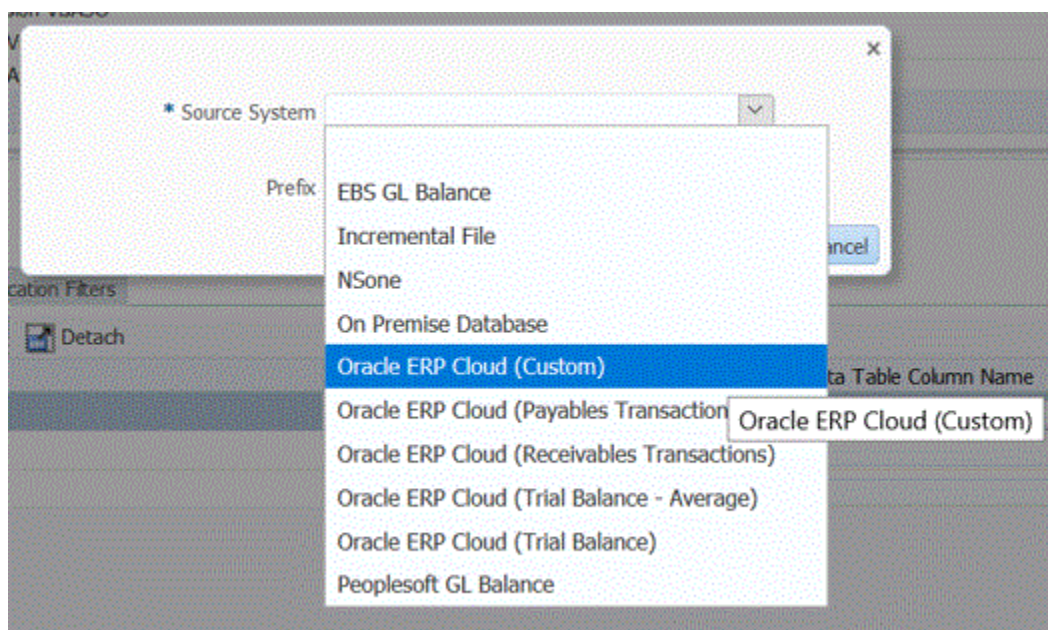 ×
* Source System
Prefix
EBS GL Balance
Incremental File
NSone
On Premise Database
Oracle ERP Cloud (Custom)
Oracle ERP Cloud (Payables Transaction
Oracle ERP Cloud (Receivables Transactions)
Oracle ERP Cloud (Trial Balance - Average)
Oracle ERP Cloud (Trial Balance)
Peoplesoft GL Balance
ancel
cation Filters
Detach
ta Table Column Name
Oracle ERP Cloud (Custom)